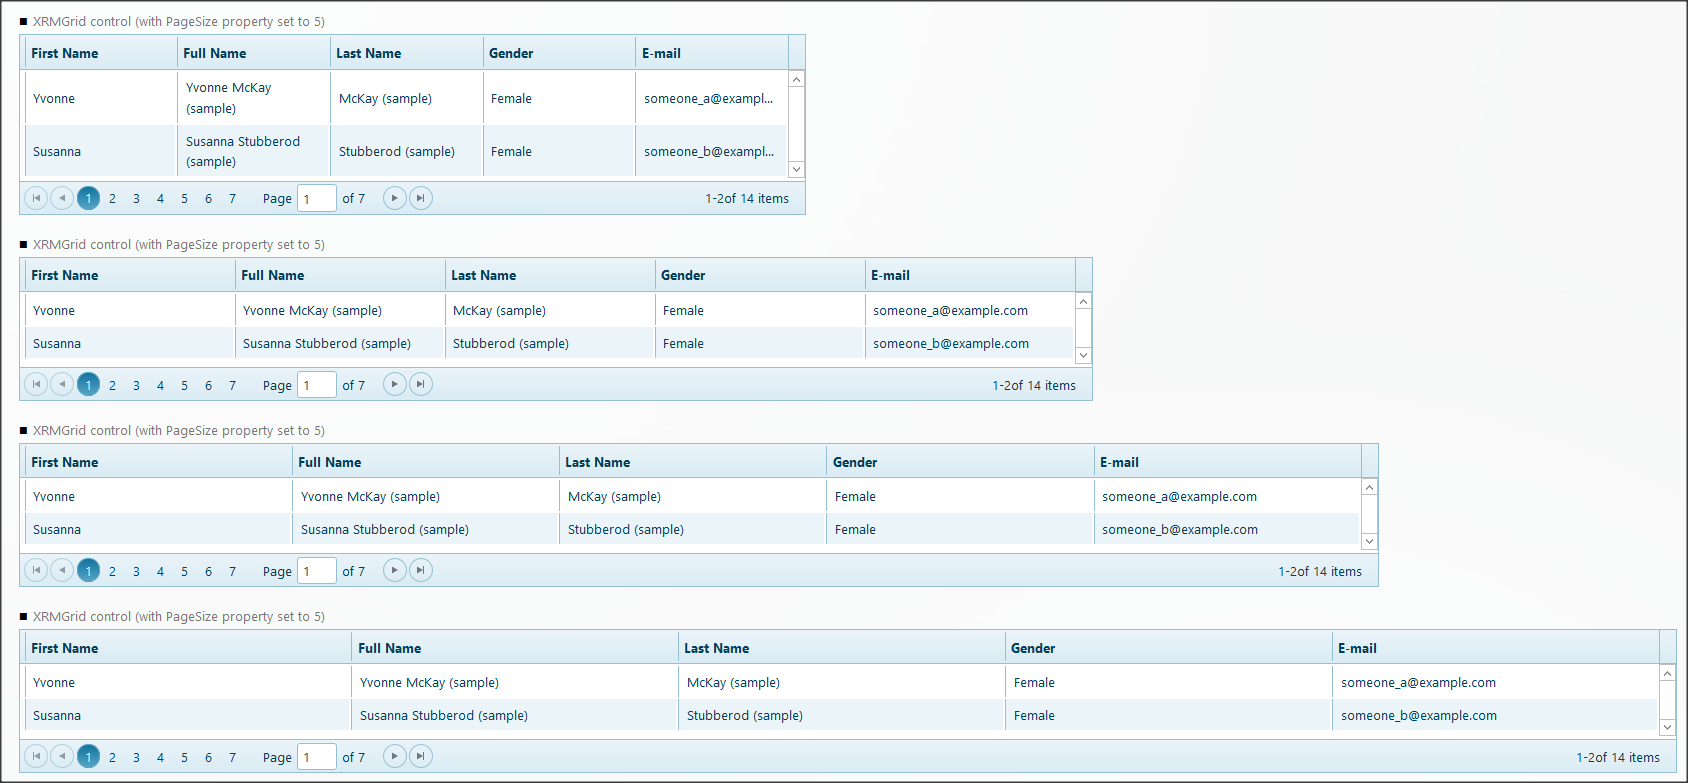 XRMGrid control (with PageSize property set to 5)
First Name Full Name Last Name Gender E-mail
Yvonne Yvonne McKay (sample) McKay (sample) Female someone_a@exampl...
Susanna Susanna Stubberod (sample) Stubberod (sample) Female someone_b@exampl...
1 2 3 4 5 6 7 Page 1 of 7 1-2of 14 items
XRMGrid control (with PageSize property set to 5)
First Name Full Name Last Name Gender E-mail
Yvonne Yvonne McKay (sample) McKay (sample) Female someone_a@example.com
Susanna Susanna Stubberod (sample) Stubberod (sample) Female someone_b@example.com
1 2 3 4 5 6 7 Page 1 of 7 1-2of 14 items
XRMGrid control (with PageSize property set to 5)
First Name Full Name Last Name Gender E-mail
Yvonne Yvonne McKay (sample) McKay (sample) Female someone_a@example.com
Susanna Susanna Stubberod (sample) Stubberod (sample) Female someone_b@example.com
1 2 3 4 5 6 7 Page 1 of 7 1-2of 14 items
XRMGrid control (with PageSize property set to 5)
First Name Full Name Last Name Gender E-mail
Yvonne Yvonne McKay (sample) McKay (sample) Female someone_a@example.com
Susanna Susanna Stubberod (sample) Stubberod (sample) Female someone_b@example.com
1 2 3 4 5 6 7 Page 1 of 7 1-2of 14 items